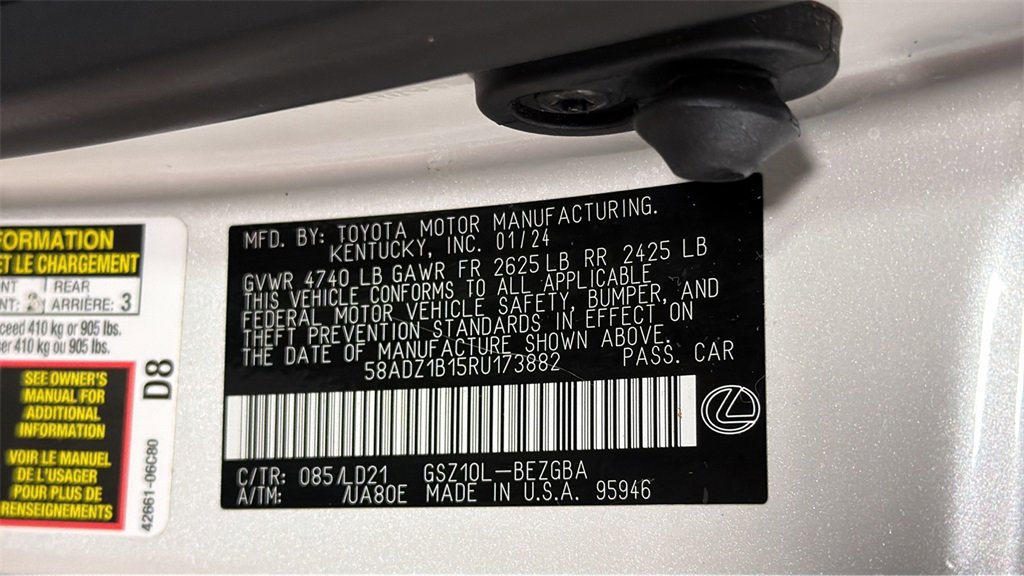 FORMATION
ET LE CHARGEMENT
REAR
ARRIÈRE: 3
410 kg or 905 lbs.
410 kg ou 905 lbs.
SEE OWNER'S
MANUAL FOR
ADDITIONAL
INFORMATION
VOIR LE MANUEL
DE L'USAGER
POUR PLUS DE
RENSEIGNEMENTS
D8
42661-06C80
MFD. BY: TOYOTA MOTOR MANUFACTURING.
KENTUCKY, INC. 01/24
GVWR 4740 LB GAWR FR 2625 LB RR 2425 LB
THIS VEHICLE CONFORMS TO ALL APPLICABLE
FEDERAL MOTOR VEHICLE SAFETY, BUMPER, AND
THEFT PREVENTION STANDARDS IN EFFECT ON
THE DATE OF MANUFACTURE SHOWN ABOVE.
58ADZ1B15RU173882 PASS. CAR
C/TR: 085/LD21 GSZ10L-BEZGBA
A/TM: /UA80E MADE IN U.S.A. 95946